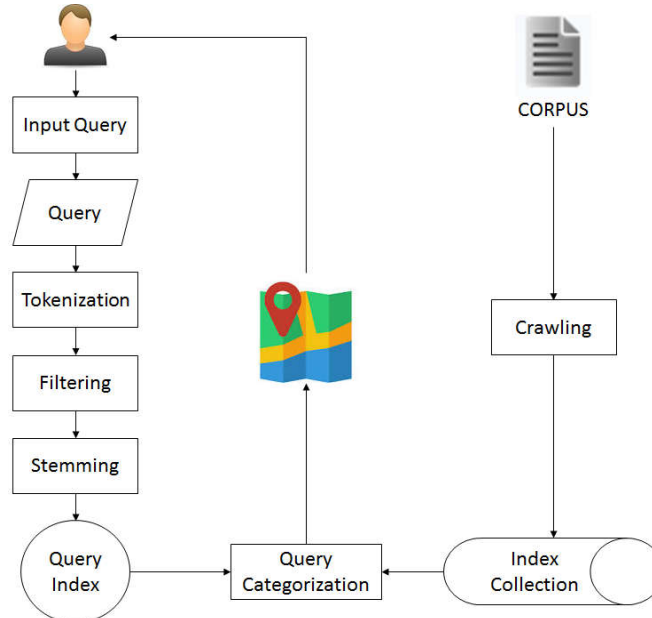 CORPUS
Input Query
Query
Tokenization
Crawling
Filtering
Stemming
Query
Index
Query
Categorization
Index
Collection